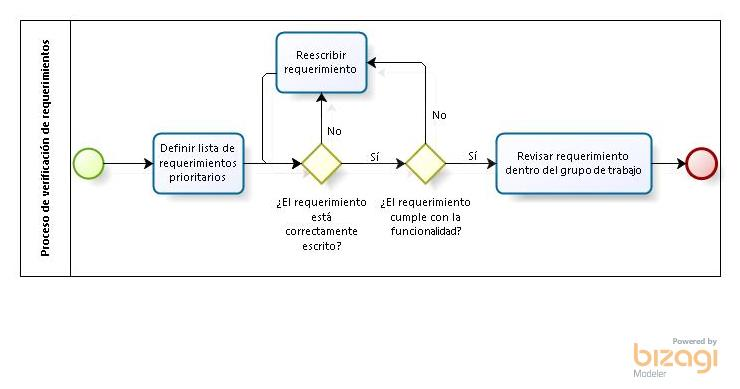 Proceso de verificación de requerimientos
Reescribir
requerimiento
No
No
Definir lista de
requerimientos
prioritarios
Sí
Sí
Revisar requerimiento
dentro del grupo de trabajo
¿El requerimiento
está
correctamente
escrito?
¿El requerimiento
cumple con la
funcionalidad?
Powered by
bizagi
Modeler